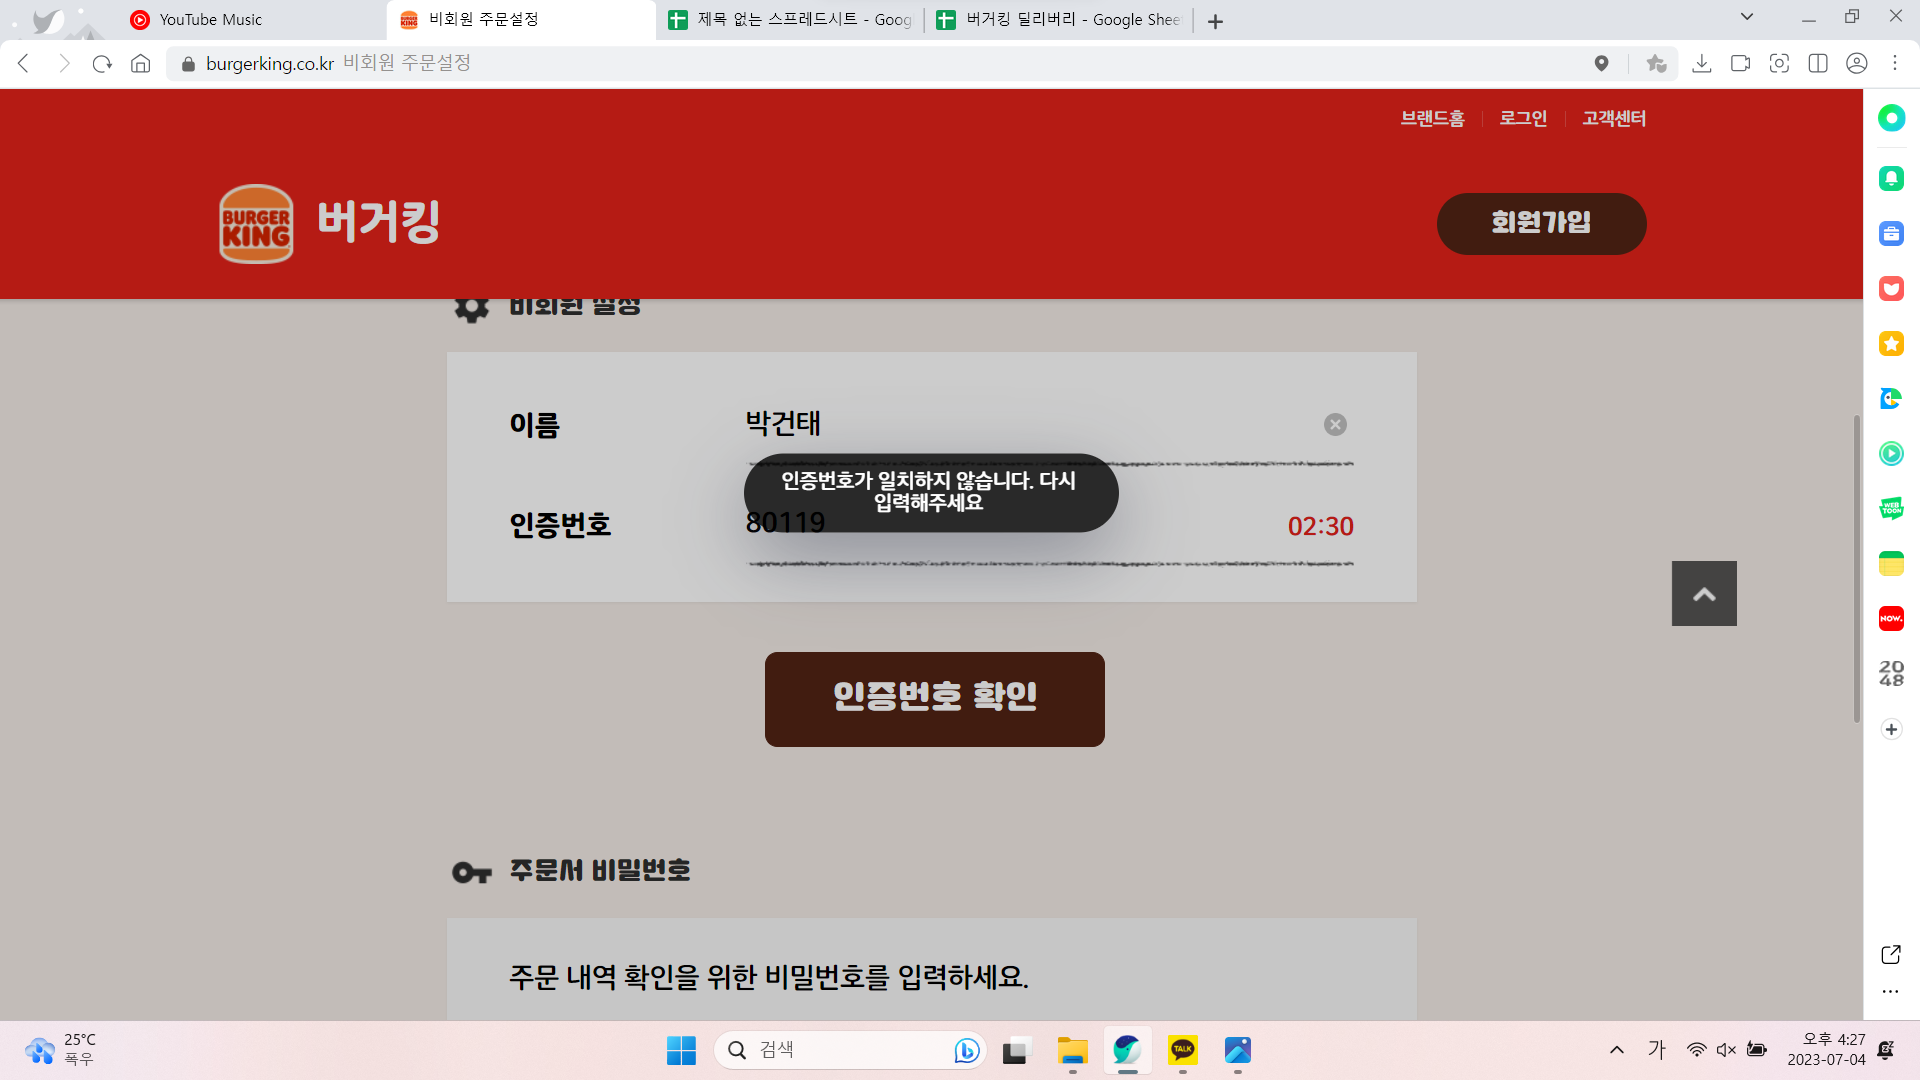 YouTube Music
비회원 주문설정
제목 없는 스프레드시트 - Goog
버거킹 딜리버리 - Google Shee
burgerking.co.kr 비회원 주문설정
브랜드홈
로그인
고객센터
BURGER
KING
버거킹
회원가입
비회원 설정
이름
박건태
인증번호가 일치하지 않습니다. 다시
입력해주세요
인증번호
80119
02:30
인증번호 확인
주문서 비밀번호
주문 내역 확인을 위한 비밀번호를 입력하세요.
WEB
TOON
NOW.
20
48
25°C
폭우
검색
TALK
가
오후 4:27
2023-07-04